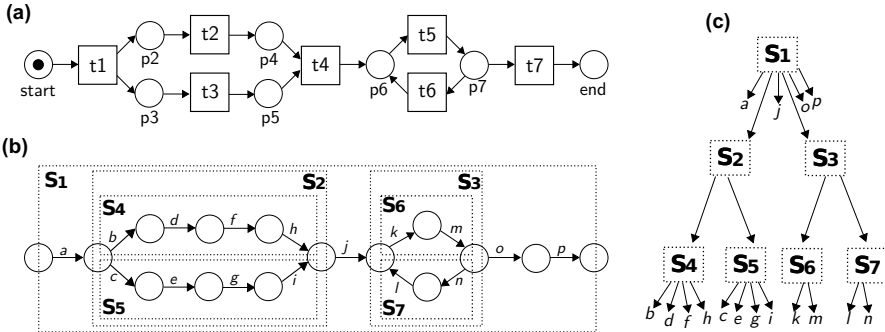 (a)
t2
t5
t1
p2
p4
t4
t7
start
t3
p6
t6
p7
end
p3
p5
(b)
S1
S2
S3
S4
S6
d
f
b
h
k
m
a
j
o
p
c
e
g
i
l
n
S5
S7
(c)
S1
a
j
o
p
S2
S3
S4
S5
S6
S7
b
d
f
h
c
e
g
i
k
m
l
n